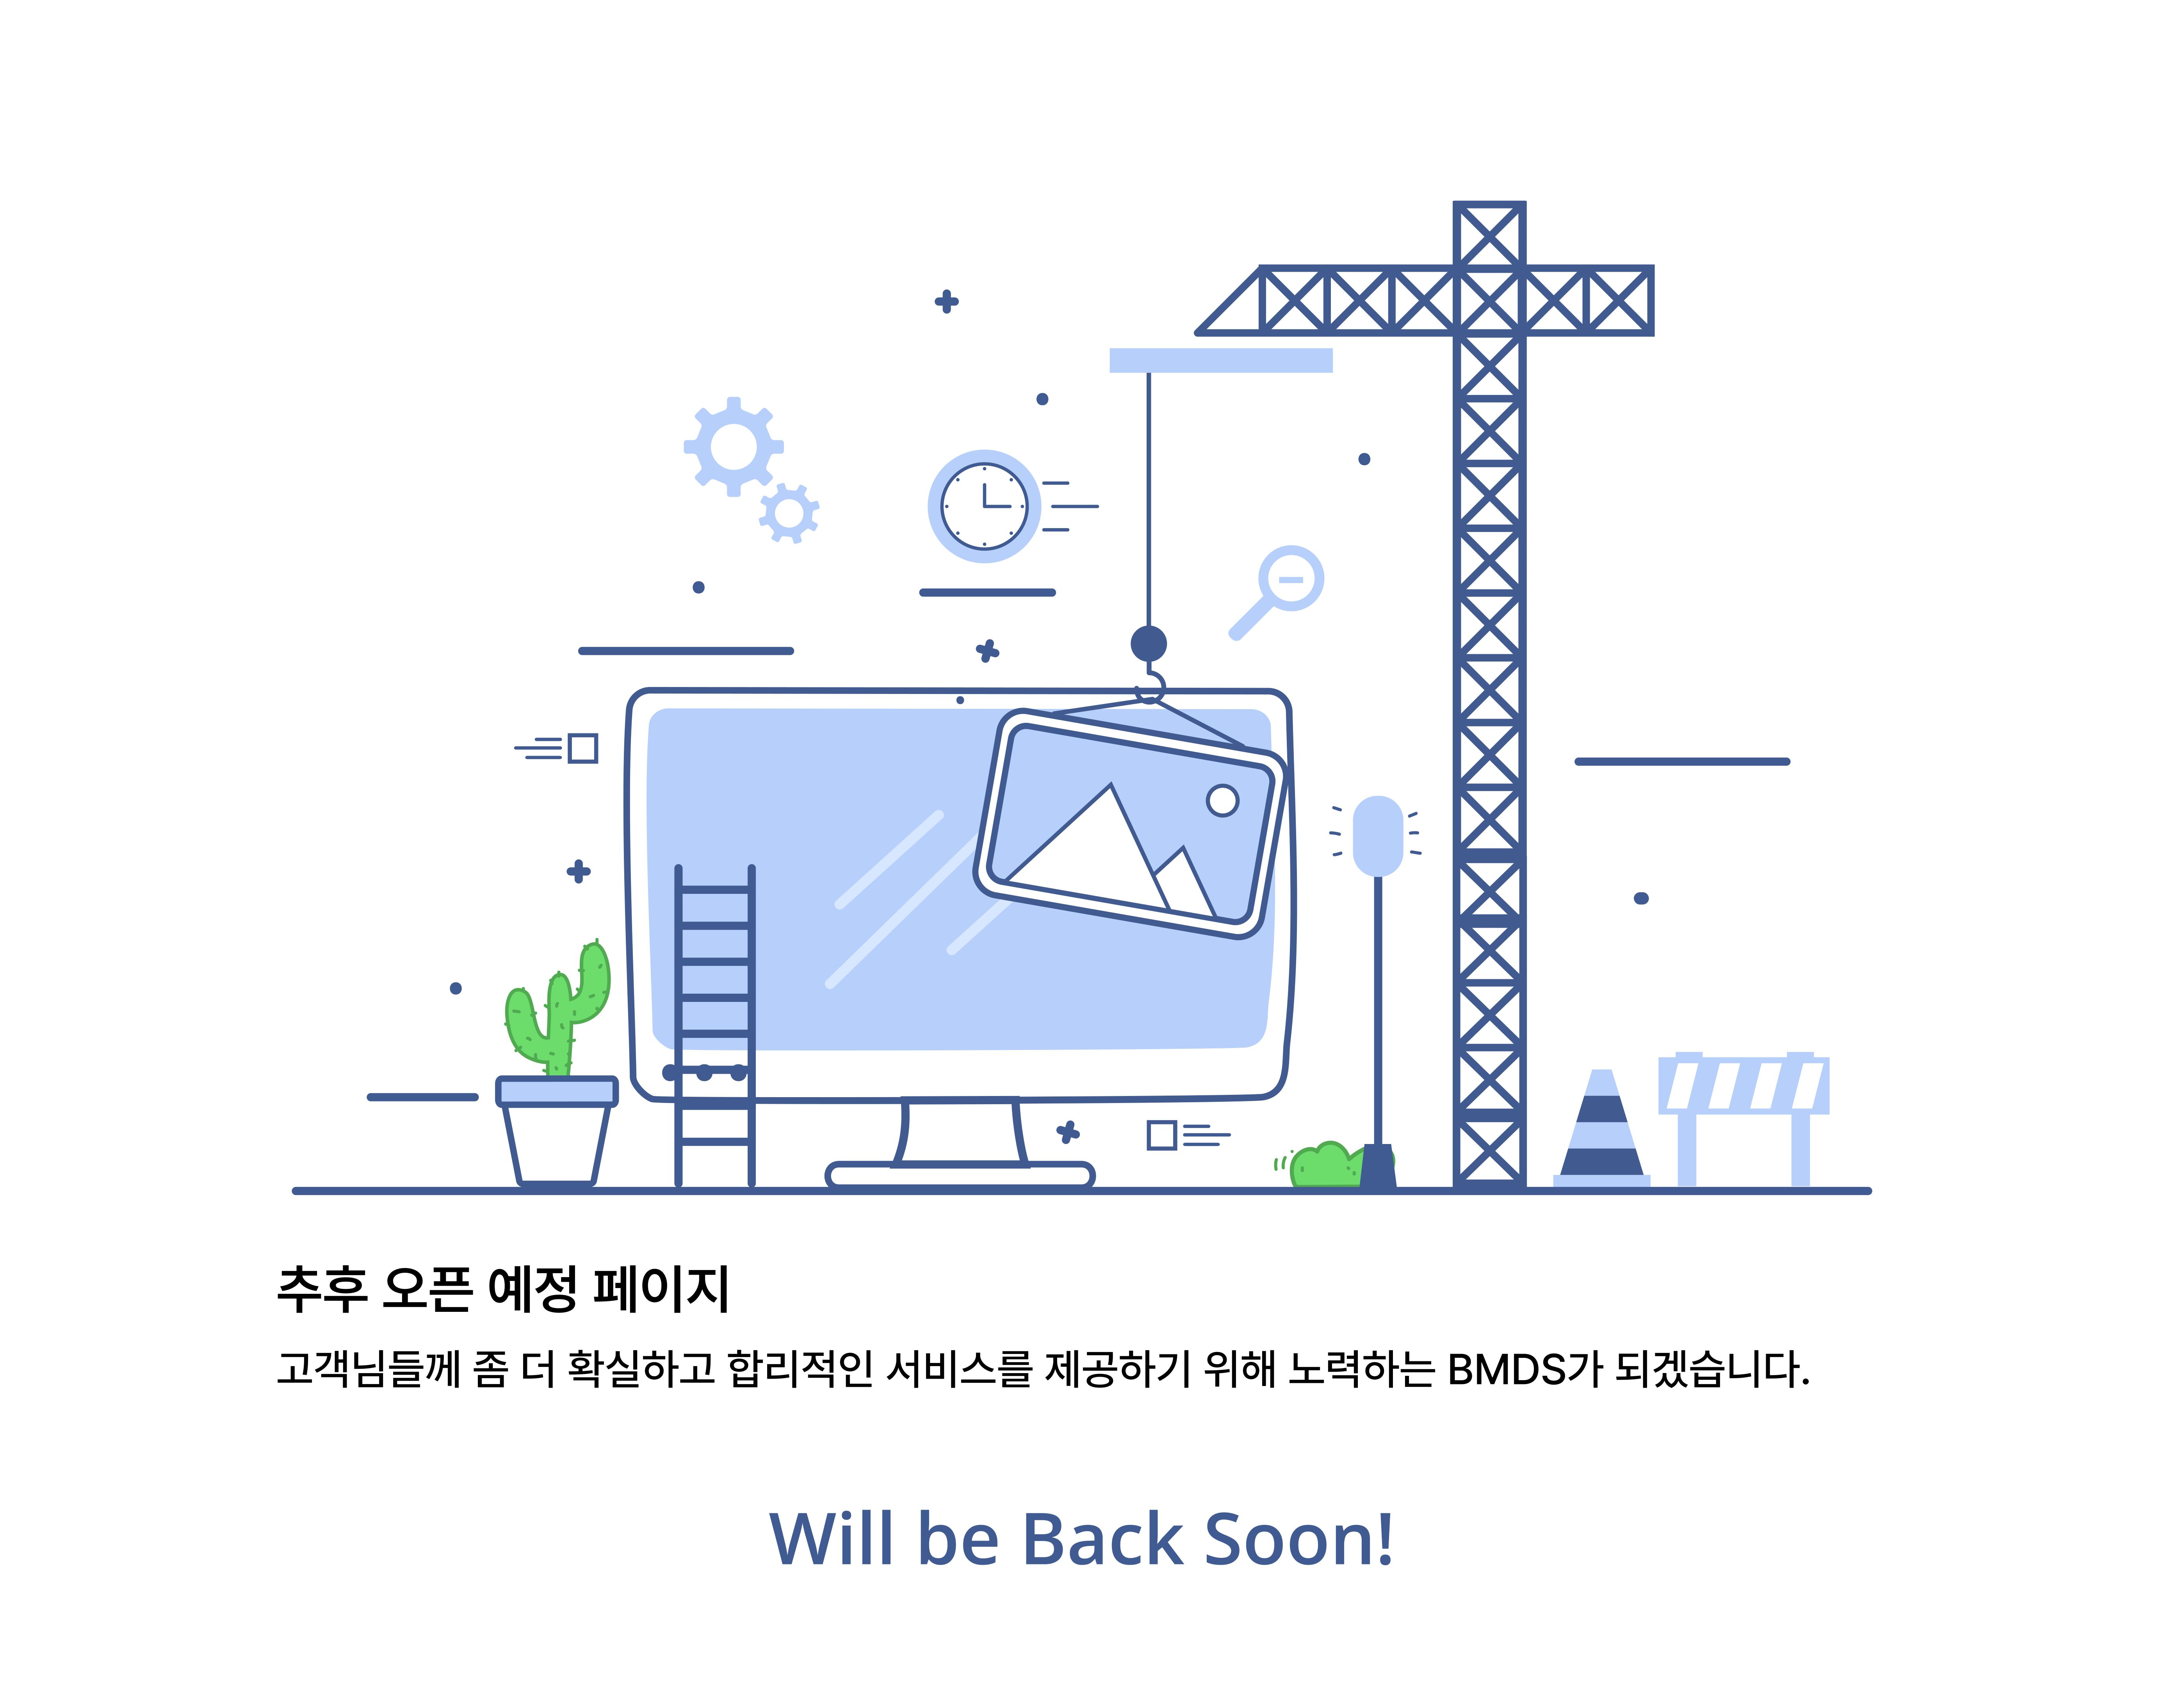 추후 오픈 예정 페이지
고객님들께 좀 더 확실하고 합리적인 서비스를 제공하기 위해 노력하는 BMDS가 되겠습니다.
Will be Back Soon!